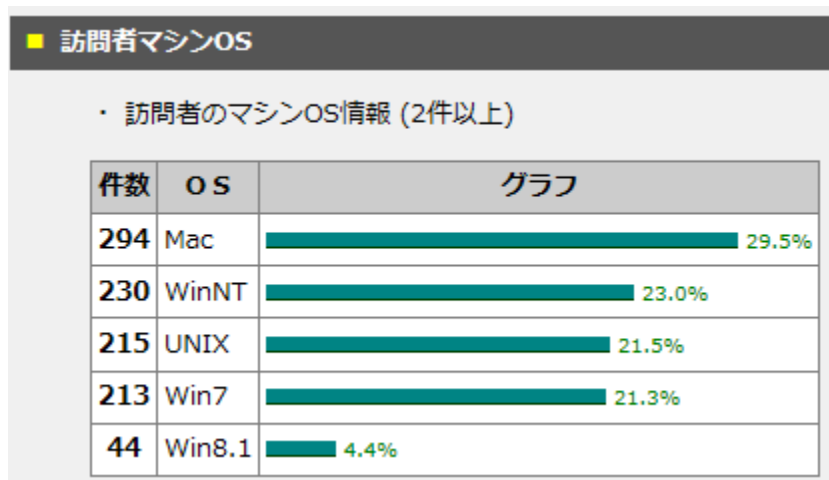 訪問者マシンOS
・ 訪問者のマシンOS情報 (2件以上)
件数 ＯＳ グラフ
294 Mac 29.5%
230 WinNT 23.0%
215 UNIX 21.5%
213 Win7 21.3%
44 Win8.1 4.4%